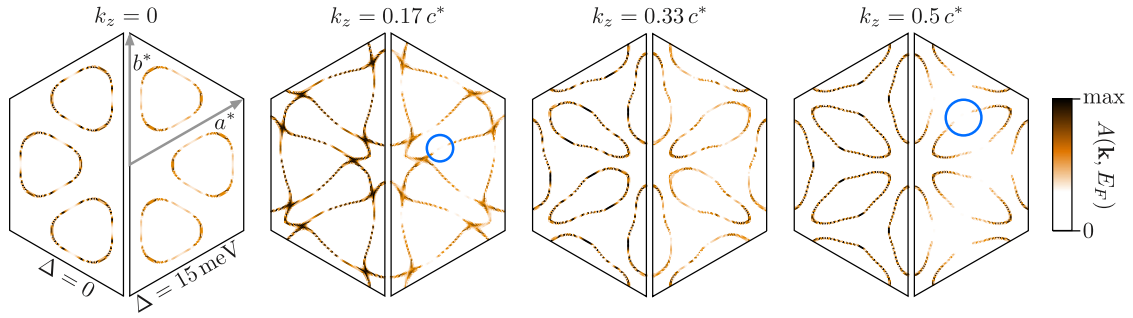 k_z = 0
k_z = 0.17 c*
k_z = 0.33 c*
k_z = 0.5 c*
b*
a*
Δ = 0
Δ = 15 meV
max
A(k, E_F)
0